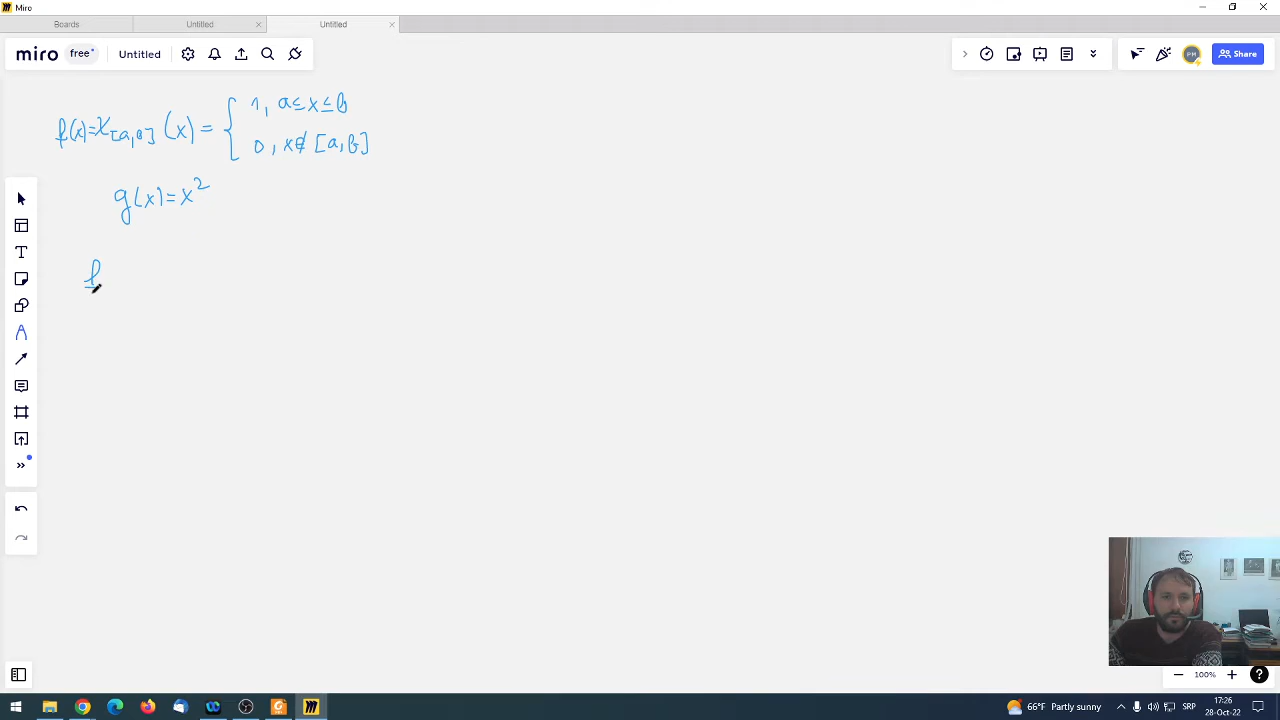 Miro
Boards
Untitled
Untitled
miro
free
Untitled
PM
Share
f(x)=χ[a,b](x)= { 1, a≤x≤b
0, x∉[a,b]
g(x)=x²
f
100%
66°F Partly sunny
SRP
17:26
28-Oct-22